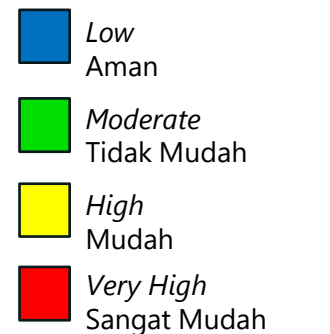 Low
Aman
Moderate
Tidak Mudah
High
Mudah
Very High
Sangat Mudah